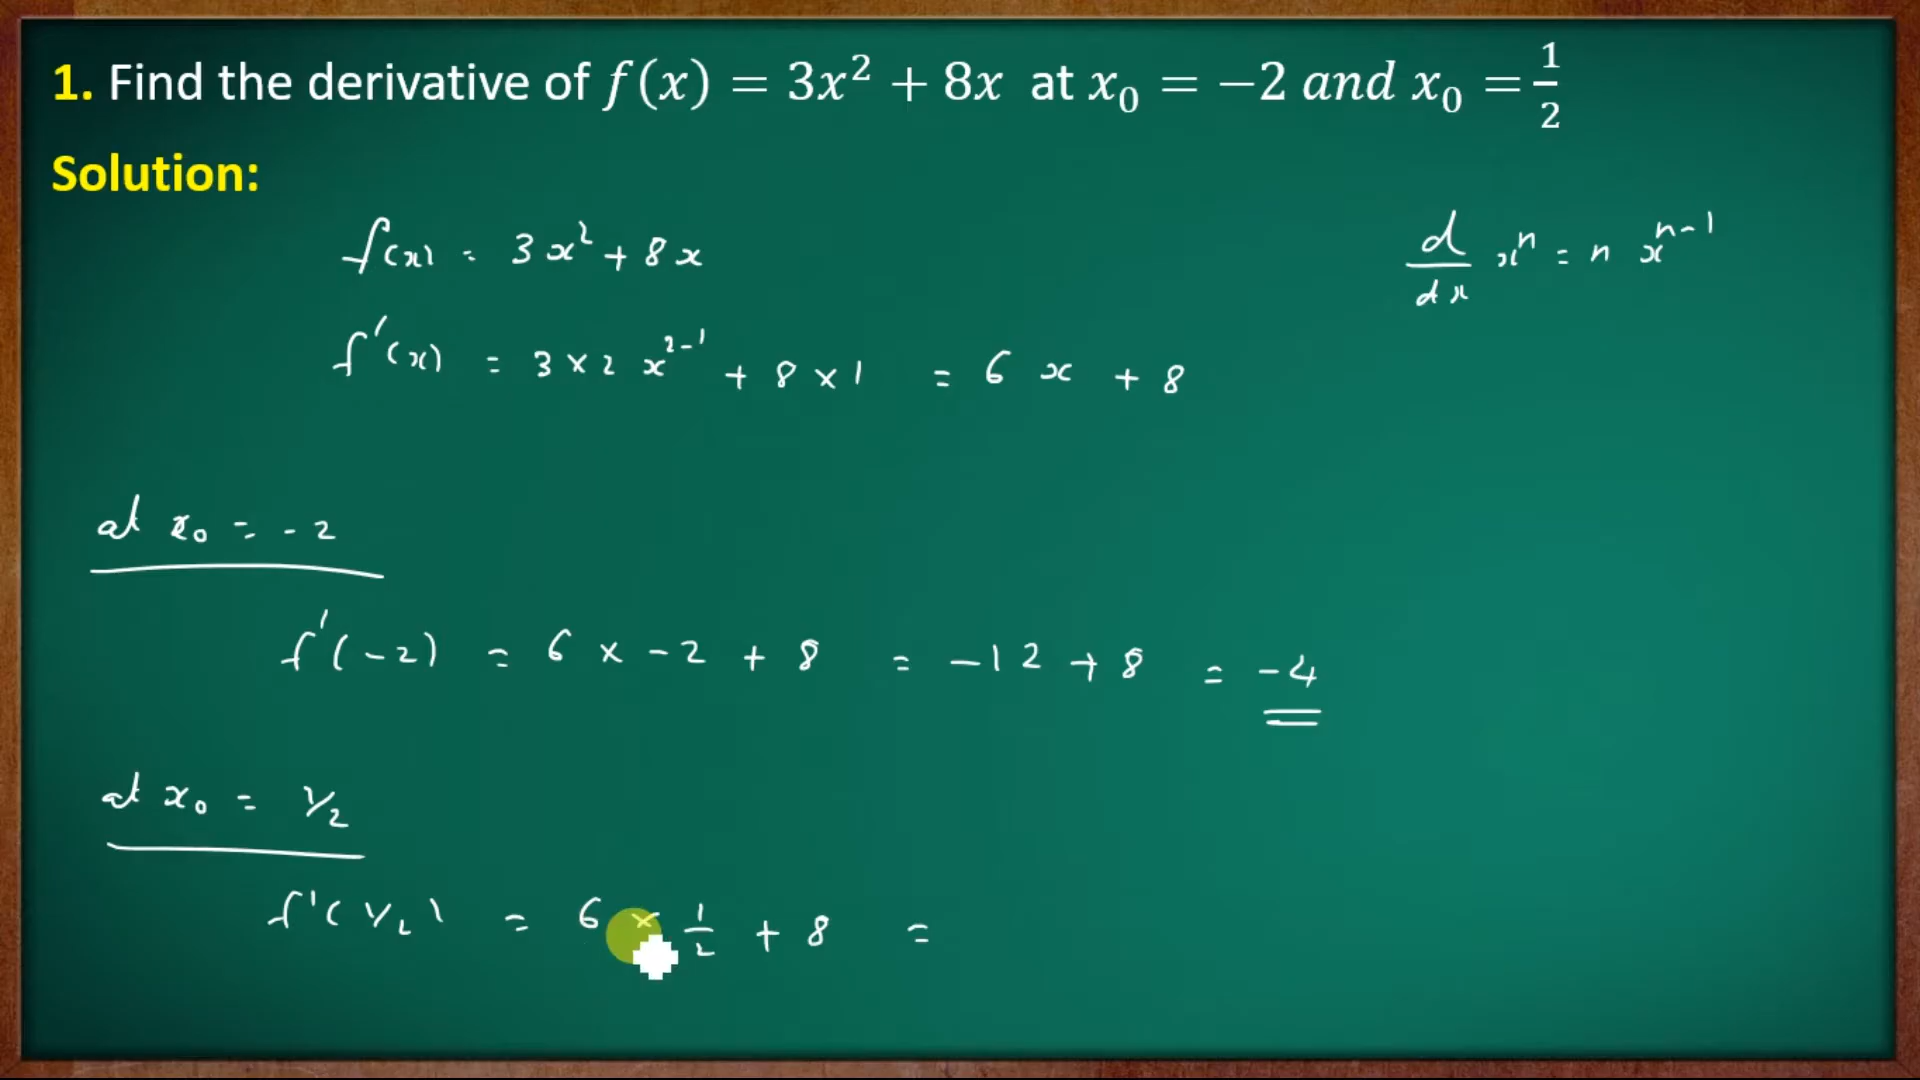 1. Find the derivative of f(x) = 3x² + 8x at x₀ = −2 and x₀ = 1/2
Solution:
f(x) = 3x² + 8x
d/dx xⁿ = n xⁿ⁻¹
f'(x) = 3 × 2 x²⁻¹ + 8 × 1 = 6x + 8
at x₀ = -2
f'(-2) = 6 × -2 + 8 = -12 + 8 = -4
at x₀ = 1/2
f'(1/2) = 6 × 1/2 + 8 =